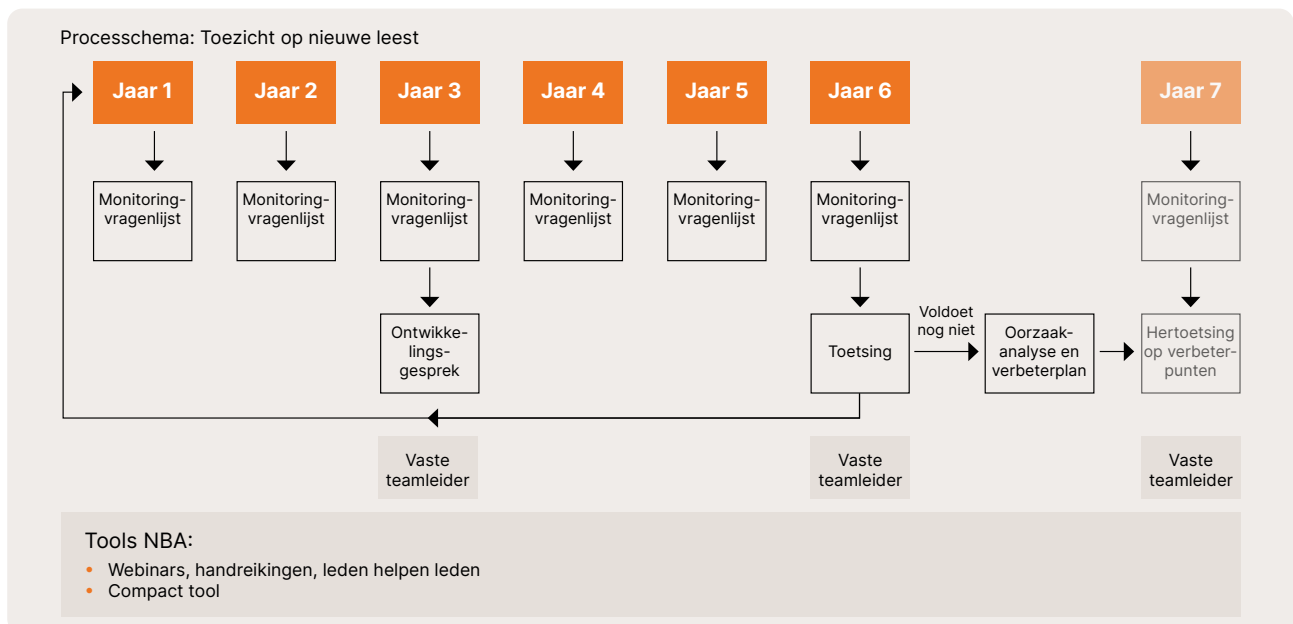 Processchema: Toezicht op nieuwe leest
Jaar 1
Jaar 2
Jaar 3
Jaar 4
Jaar 5
Jaar 6
Jaar 7
Monitoring-
vragenlijst
Monitoring-
vragenlijst
Monitoring-
vragenlijst
Monitoring-
vragenlijst
Monitoring-
vragenlijst
Monitoring-
vragenlijst
Monitoring-
vragenlijst
Ontwikke-
lings-
gesprek
Toetsing
Voldoet
nog niet
Oorzaak-
analyse en
verbeterplan
Hertoetsing
op verbeter-
punten
Vaste
teamleider
Vaste
teamleider
Vaste
teamleider
Tools NBA:
• Webinars, handreikingen, leden helpen leden
• Compact tool